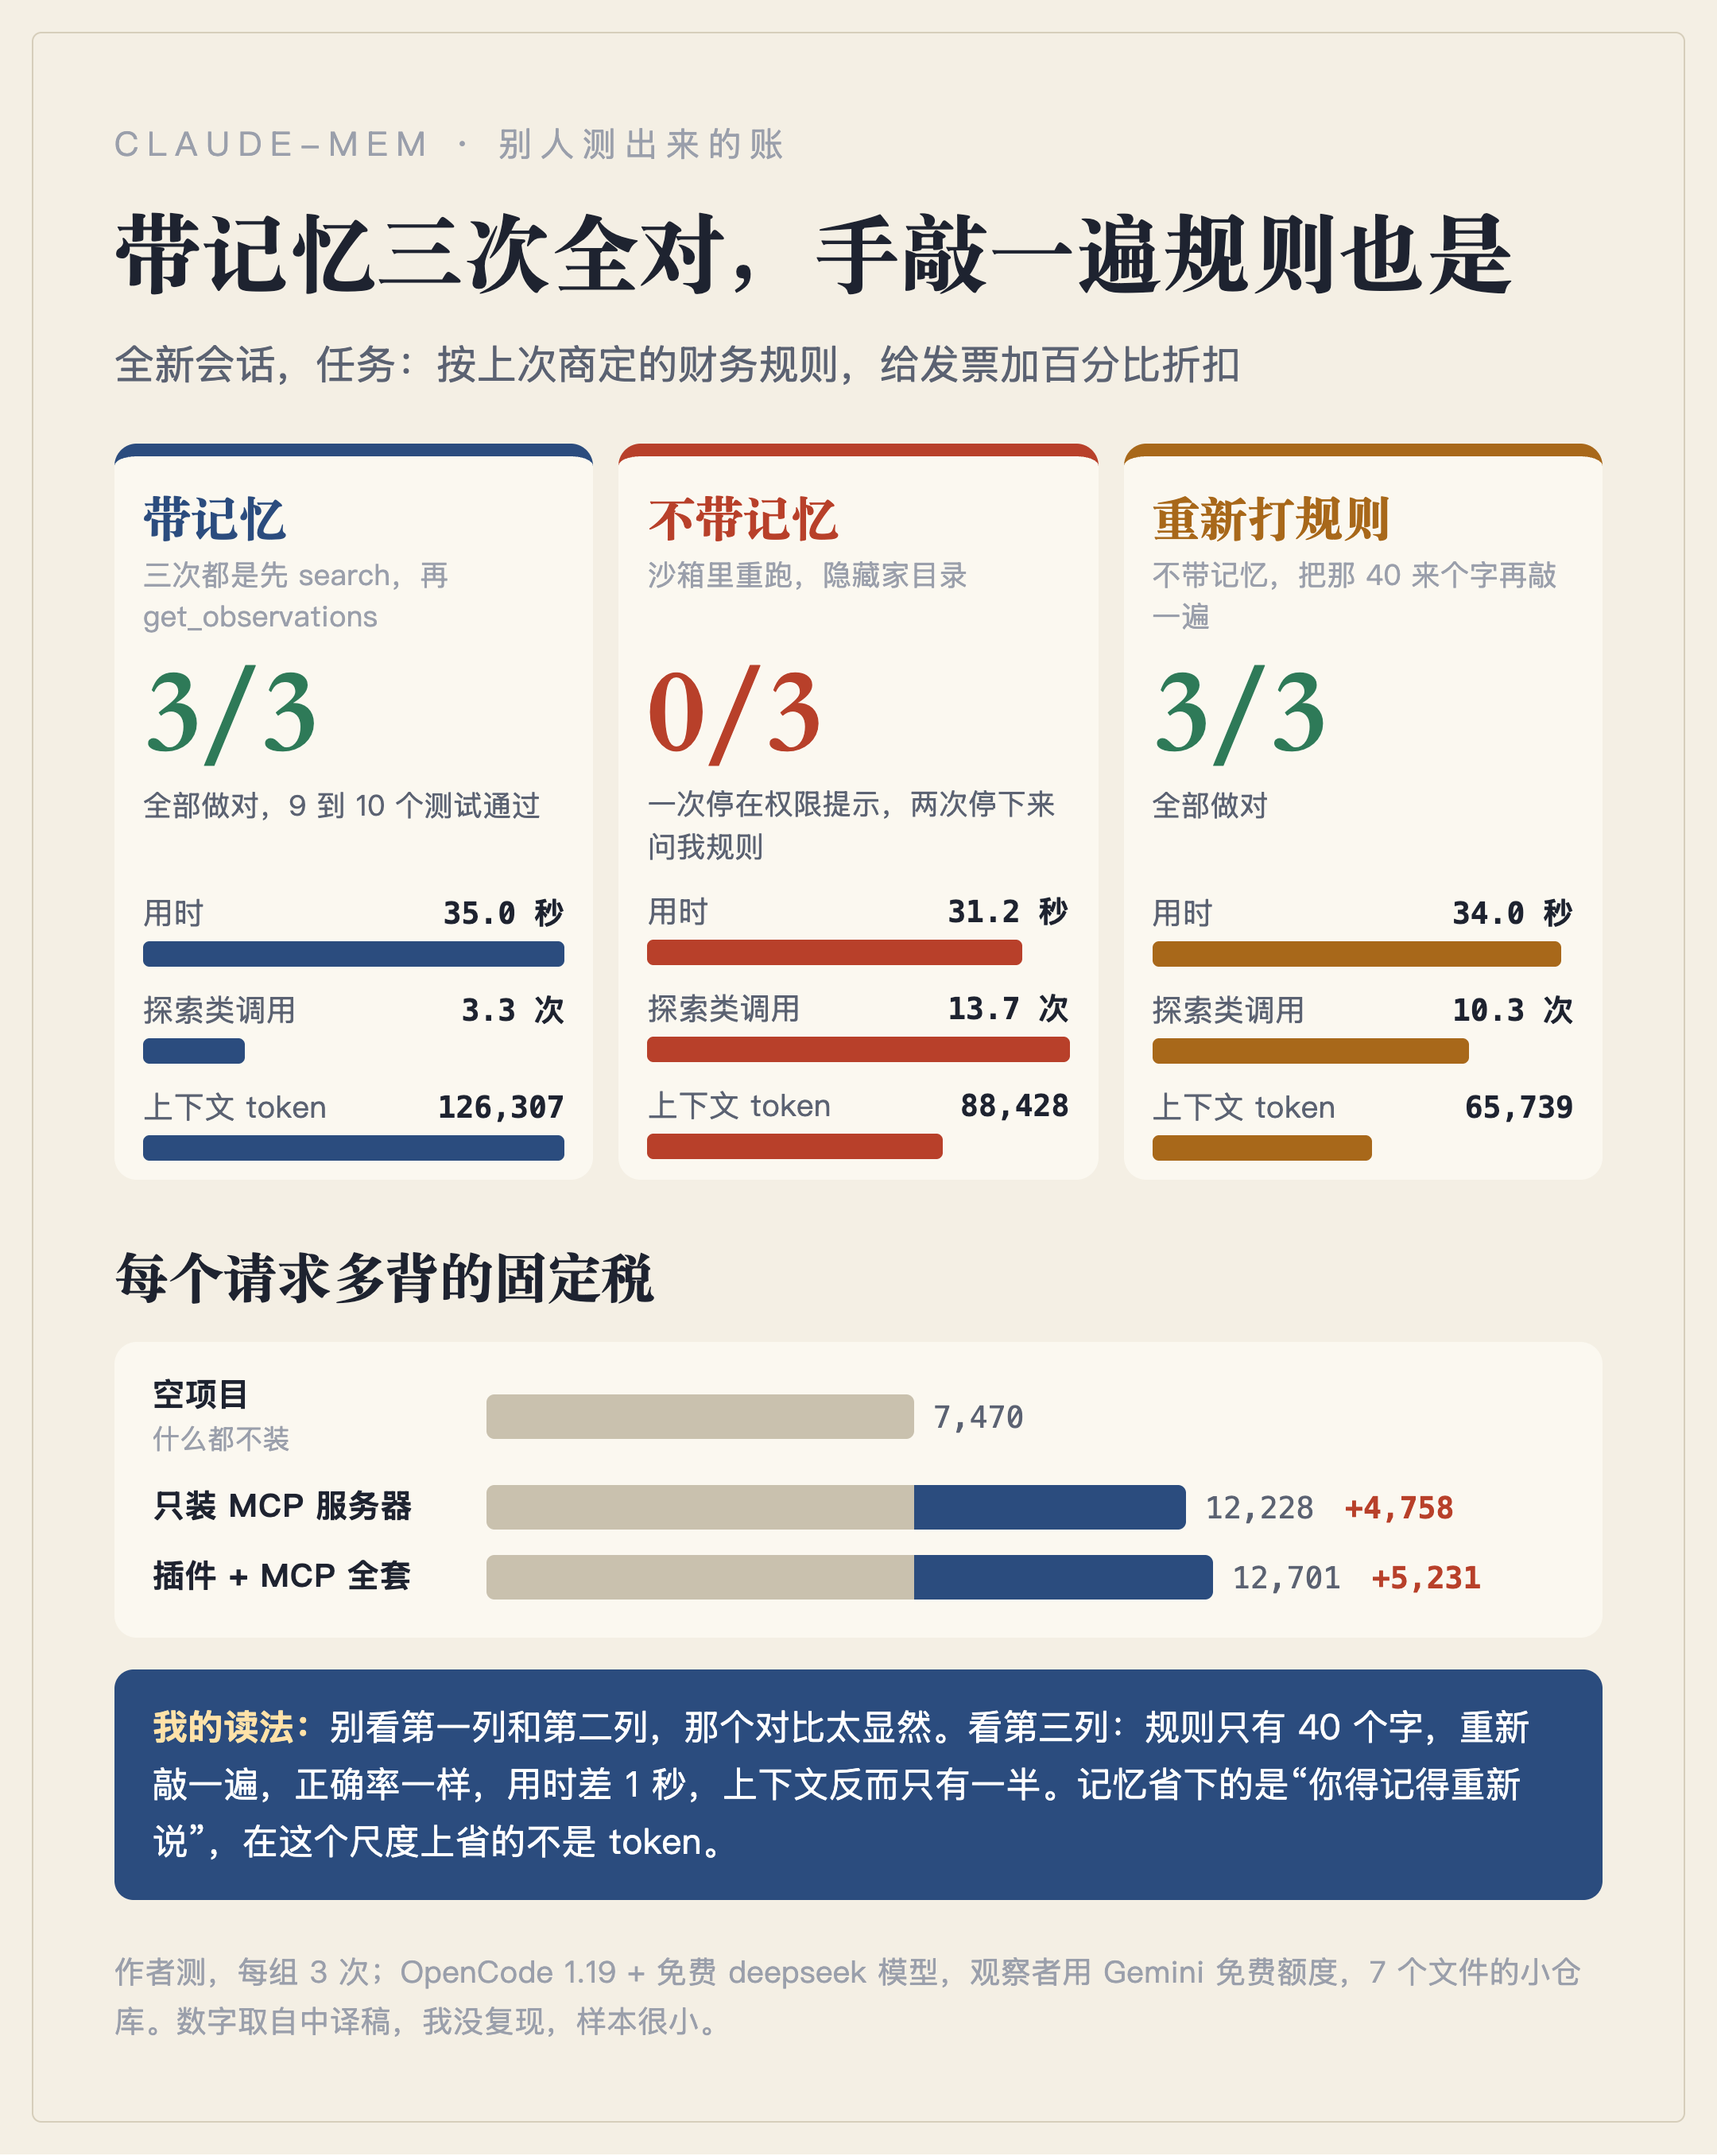 CLAUDE-MEM · 别人测出来的账
带记忆三次全对，手敲一遍规则也是
全新会话，任务：按上次商定的财务规则，给发票加百分比折扣
带记忆
三次都是先 search，再
get_observations
3/3
全部做对，9 到 10 个测试通过
用时 35.0 秒
探索类调用 3.3 次
上下文 token 126,307
不带记忆
沙箱里重跑，隐藏家目录
0/3
一次停在权限提示，两次停下来
问我规则
用时 31.2 秒
探索类调用 13.7 次
上下文 token 88,428
重新打规则
不带记忆，把那 40 来个字再敲
一遍
3/3
全部做对
用时 34.0 秒
探索类调用 10.3 次
上下文 token 65,739
每个请求多背的固定税
空项目 7,470
什么都不装
只装 MCP 服务器 12,228 +4,758
插件 + MCP 全套 12,701 +5,231
我的读法：别看第一列和第二列，那个对比太显然。看第三列：规则只有 40 个字，重新
敲一遍，正确率一样，用时差 1 秒，上下文反而只有一半。记忆省下的是“你得记得重新
说”，在这个尺度上省的不是 token。
作者测，每组 3 次；OpenCode 1.19 + 免费 deepseek 模型，观察者用 Gemini 免费额度，7 个文件的小仓
库。数字取自中译稿，我没复现，样本很小。